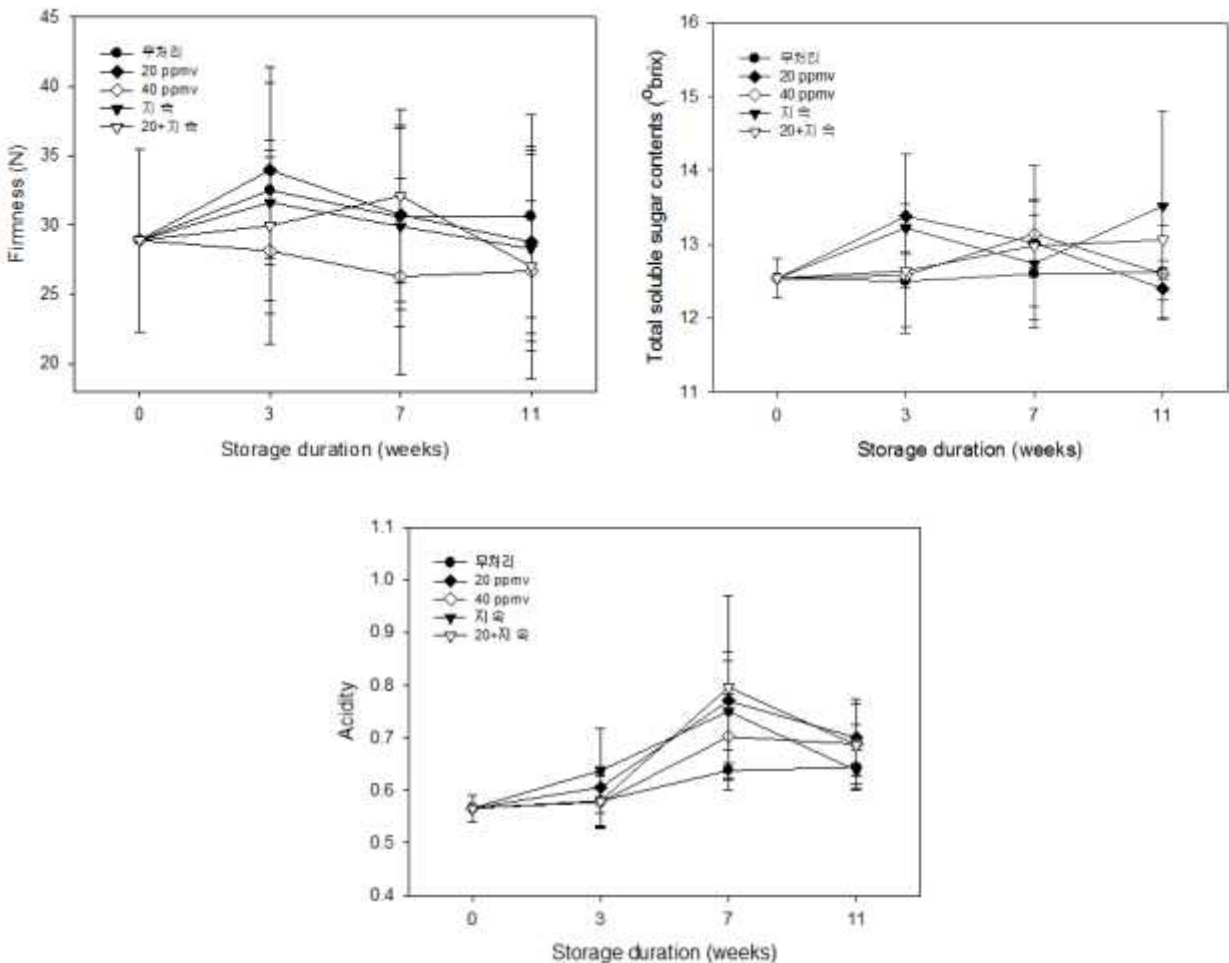 45
40
35
30
25
20
Firmness (N)
무처리
20 ppmv
40 ppmv
지 속
20+지 속
0 3 7 11
Storage duration (weeks)
16
15
14
13
12
11
Total soluble sugar contents (ºbrix)
무처리
20 ppmv
40 ppmv
지 속
20+지 속
0 3 7 11
Storage duration (weeks)
1.1
1.0
0.9
0.8
0.7
0.6
0.5
0.4
Acidity
무처리
20 ppmv
40 ppmv
지 속
20+지 속
0 3 7 11
Storage duration (weeks)